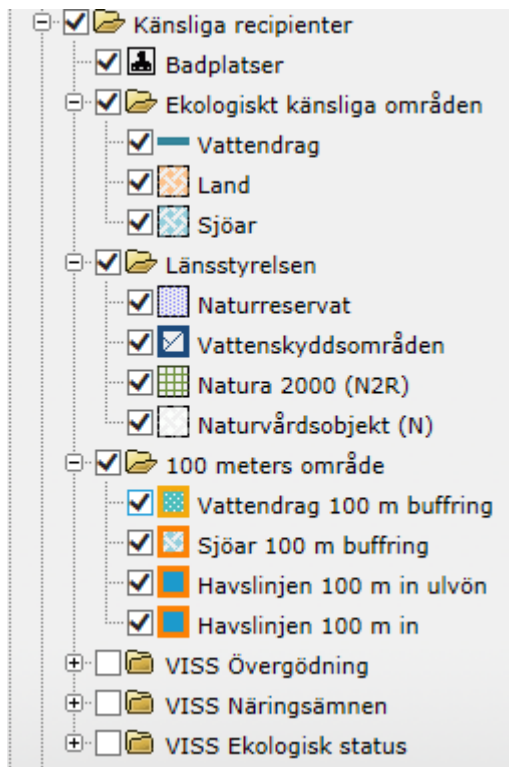 Känsliga recipienter
Badplatser
Ekologiskt känsliga områden
Vattendrag
Land
Sjöar
Länsstyrelsen
Naturreservat
Vattenskyddsområden
Natura 2000 (N2R)
Naturvårdsobjekt (N)
100 meters område
Vattendrag 100 m buffring
Sjöar 100 m buffring
Havslinjen 100 m in ulvön
Havslinjen 100 m in
VISS Övergödning
VISS Näringsämnen
VISS Ekologisk status